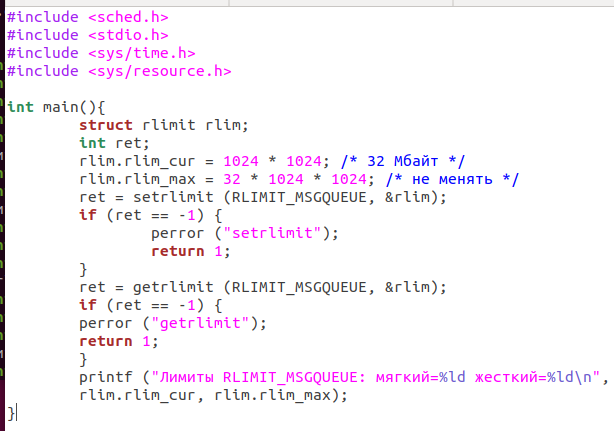 #include <sched.h>
#include <stdio.h>
#include <sys/time.h>
#include <sys/resource.h>

int main(){
        struct rlimit rlim;
        int ret;
        rlim.rlim_cur = 1024 * 1024; /* 32 Мбайт */
        rlim.rlim_max = 32 * 1024 * 1024; /* не менять */
        ret = setrlimit (RLIMIT_MSGQUEUE, &rlim);
        if (ret == -1) {
                perror ("setrlimit");
                return 1;
        }
        ret = getrlimit (RLIMIT_MSGQUEUE, &rlim);
        if (ret == -1) {
        perror ("getrlimit");
        return 1;
        }
        printf ("Лимиты RLIMIT_MSGQUEUE: мягкий=%ld жесткий=%ld\n",
        rlim.rlim_cur, rlim.rlim_max);
}